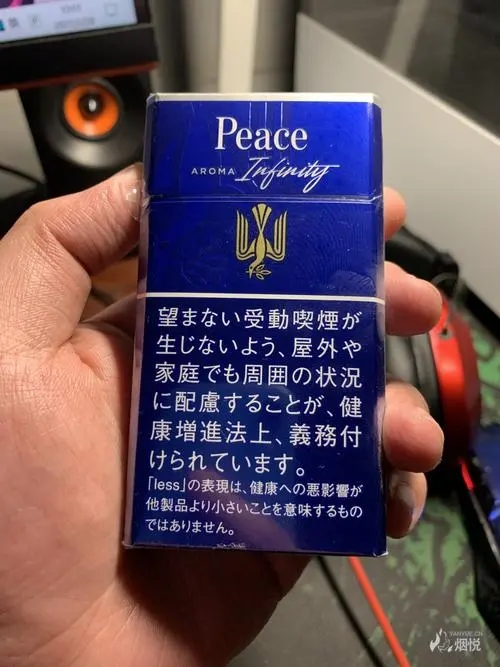 Peace
AROMA Infinity
望まない受動喫煙が
生じないよう、屋外や
家庭でも周囲の状況
に配慮することが、健
康増進法上、義務付
けられています。
「less」の表現は、健康への悪影響が
他製品より小さいことを意味するもの
ではありません。
YANYUE.CN
烟悦